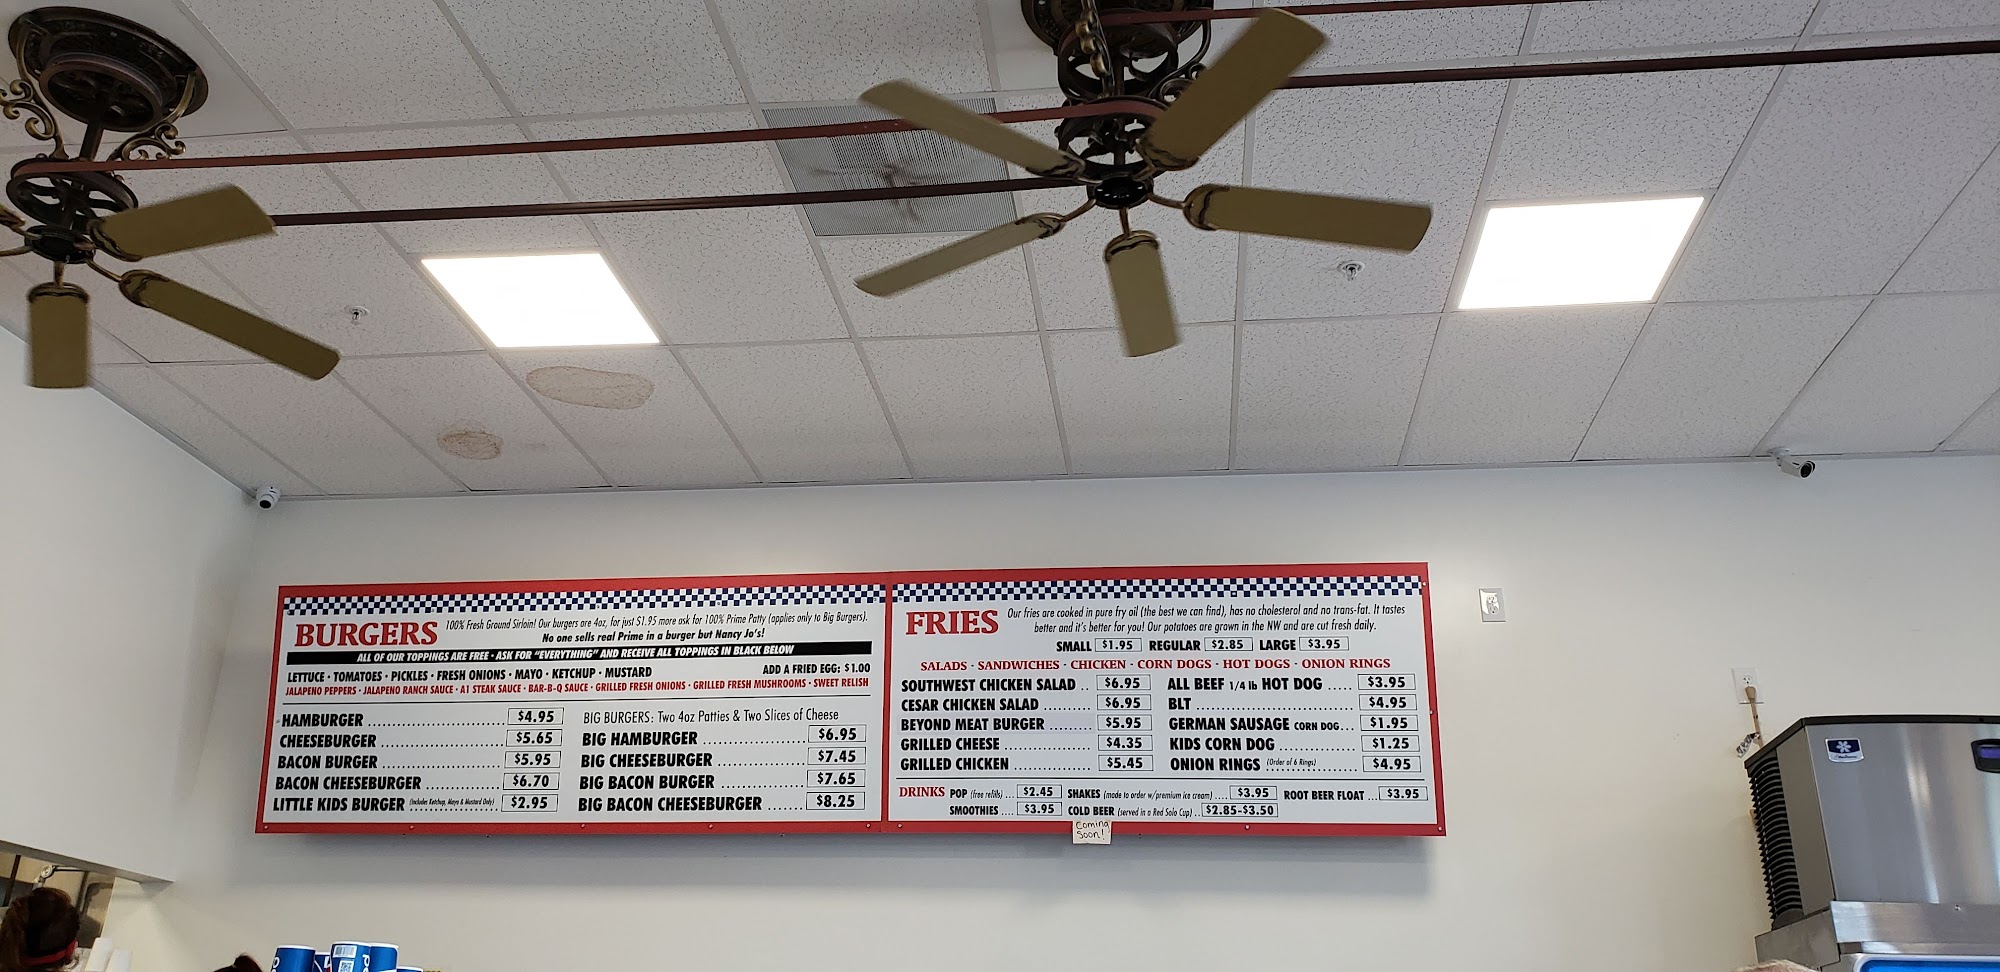 BURGERS
100% Fresh Ground Sirloin! Our burgers are 4oz, for just $1.95 more ask for 100% Prime Patty (applies only to Big Burgers).
No one sells real Prime in a burger but Nancy Jo's!
ALL OF OUR TOPPINGS ARE FREE · ASK FOR "EVERYTHING" AND RECEIVE ALL TOPPINGS IN BLACK BELOW
LETTUCE · TOMATOES · PICKLES · FRESH ONIONS · MAYO · KETCHUP · MUSTARD
ADD A FRIED EGG: $1.00
JALAPENO PEPPERS · JALAPENO RANCH SAUCE · A1 STEAK SAUCE · BAR-B-Q SAUCE · GRILLED FRESH ONIONS · GRILLED FRESH MUSHROOMS · SWEET RELISH
HAMBURGER $4.95
CHEESEBURGER $5.65
BACON BURGER $5.95
BACON CHEESEBURGER $6.70
LITTLE KIDS BURGER (Includes Ketchup, Mayo & Mustard Only) $2.95
BIG BURGERS: Two 4oz Patties & Two Slices of Cheese
BIG HAMBURGER $6.95
BIG CHEESEBURGER $7.45
BIG BACON BURGER $7.65
BIG BACON CHEESEBURGER $8.25
FRIES
Our fries are cooked in pure fry oil (the best we can find), has no cholesterol and no trans-fat. It tastes
better and it's better for you! Our potatoes are grown in the NW and are cut fresh daily.
SMALL $1.95 REGULAR $2.85 LARGE $3.95
SALADS · SANDWICHES · CHICKEN · CORN DOGS · HOT DOGS · ONION RINGS
SOUTHWEST CHICKEN SALAD .. $6.95
CESAR CHICKEN SALAD $6.95
BEYOND MEAT BURGER $5.95
GRILLED CHEESE $4.35
GRILLED CHICKEN $5.45
ALL BEEF 1/4 lb HOT DOG $3.95
BLT $4.95
GERMAN SAUSAGE CORN DOG... $1.95
KIDS CORN DOG $1.25
ONION RINGS (Order of 6 Rings) $4.95
DRINKS POP (free refills) ... $2.45 SHAKES (made to order w/premium ice cream) .... $3.95 ROOT BEER FLOAT ... $3.95
SMOOTHIES .... $3.95 COLD BEER (served in a Red Solo Cup) .. $2.85-$3.50
Coming
Soon!